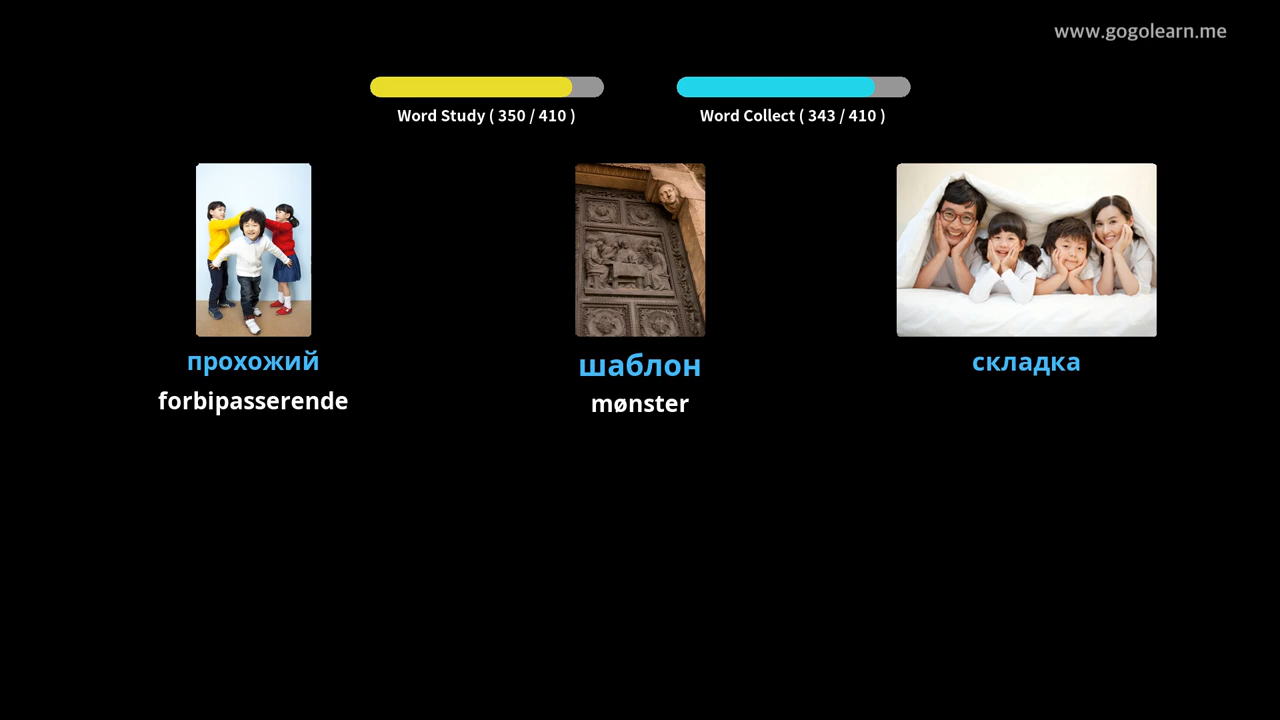 www.gogolearn.me
Word Study ( 350 / 410 )
Word Collect ( 343 / 410 )
прохожий
forbipasserende
шаблон
mønster
складка